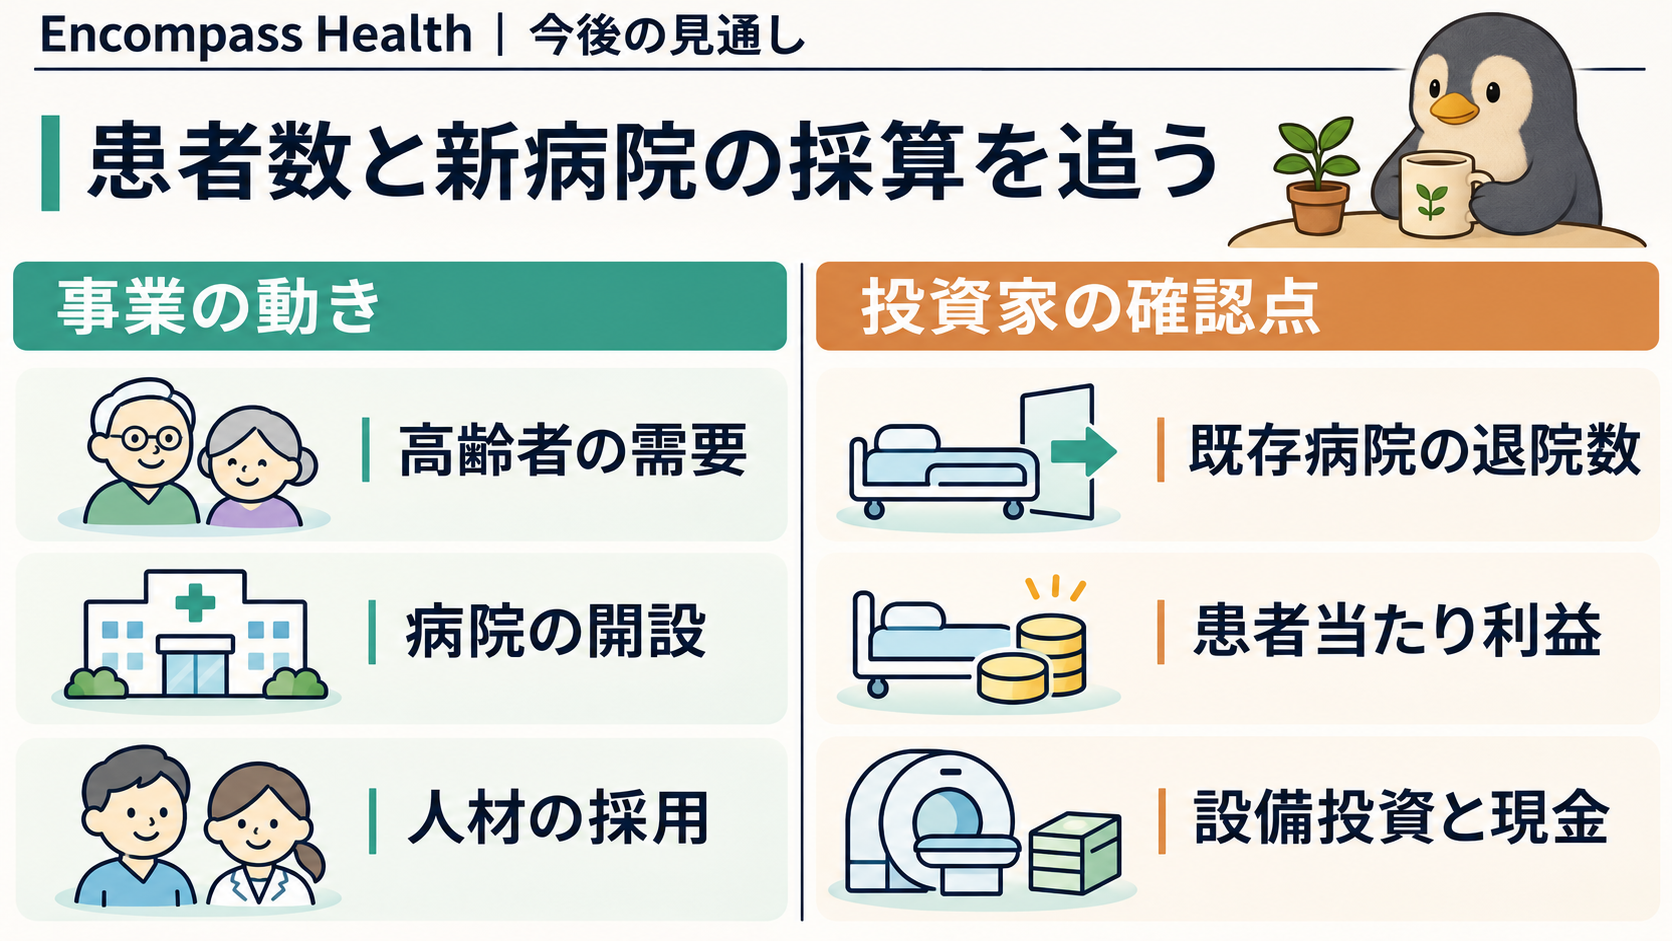 Encompass Health｜今後の見通し
患者数と新病院の採算を追う
事業の動き
高齢者の需要
病院の開設
人材の採用
投資家の確認点
既存病院の退院数
患者当たり利益
設備投資と現金